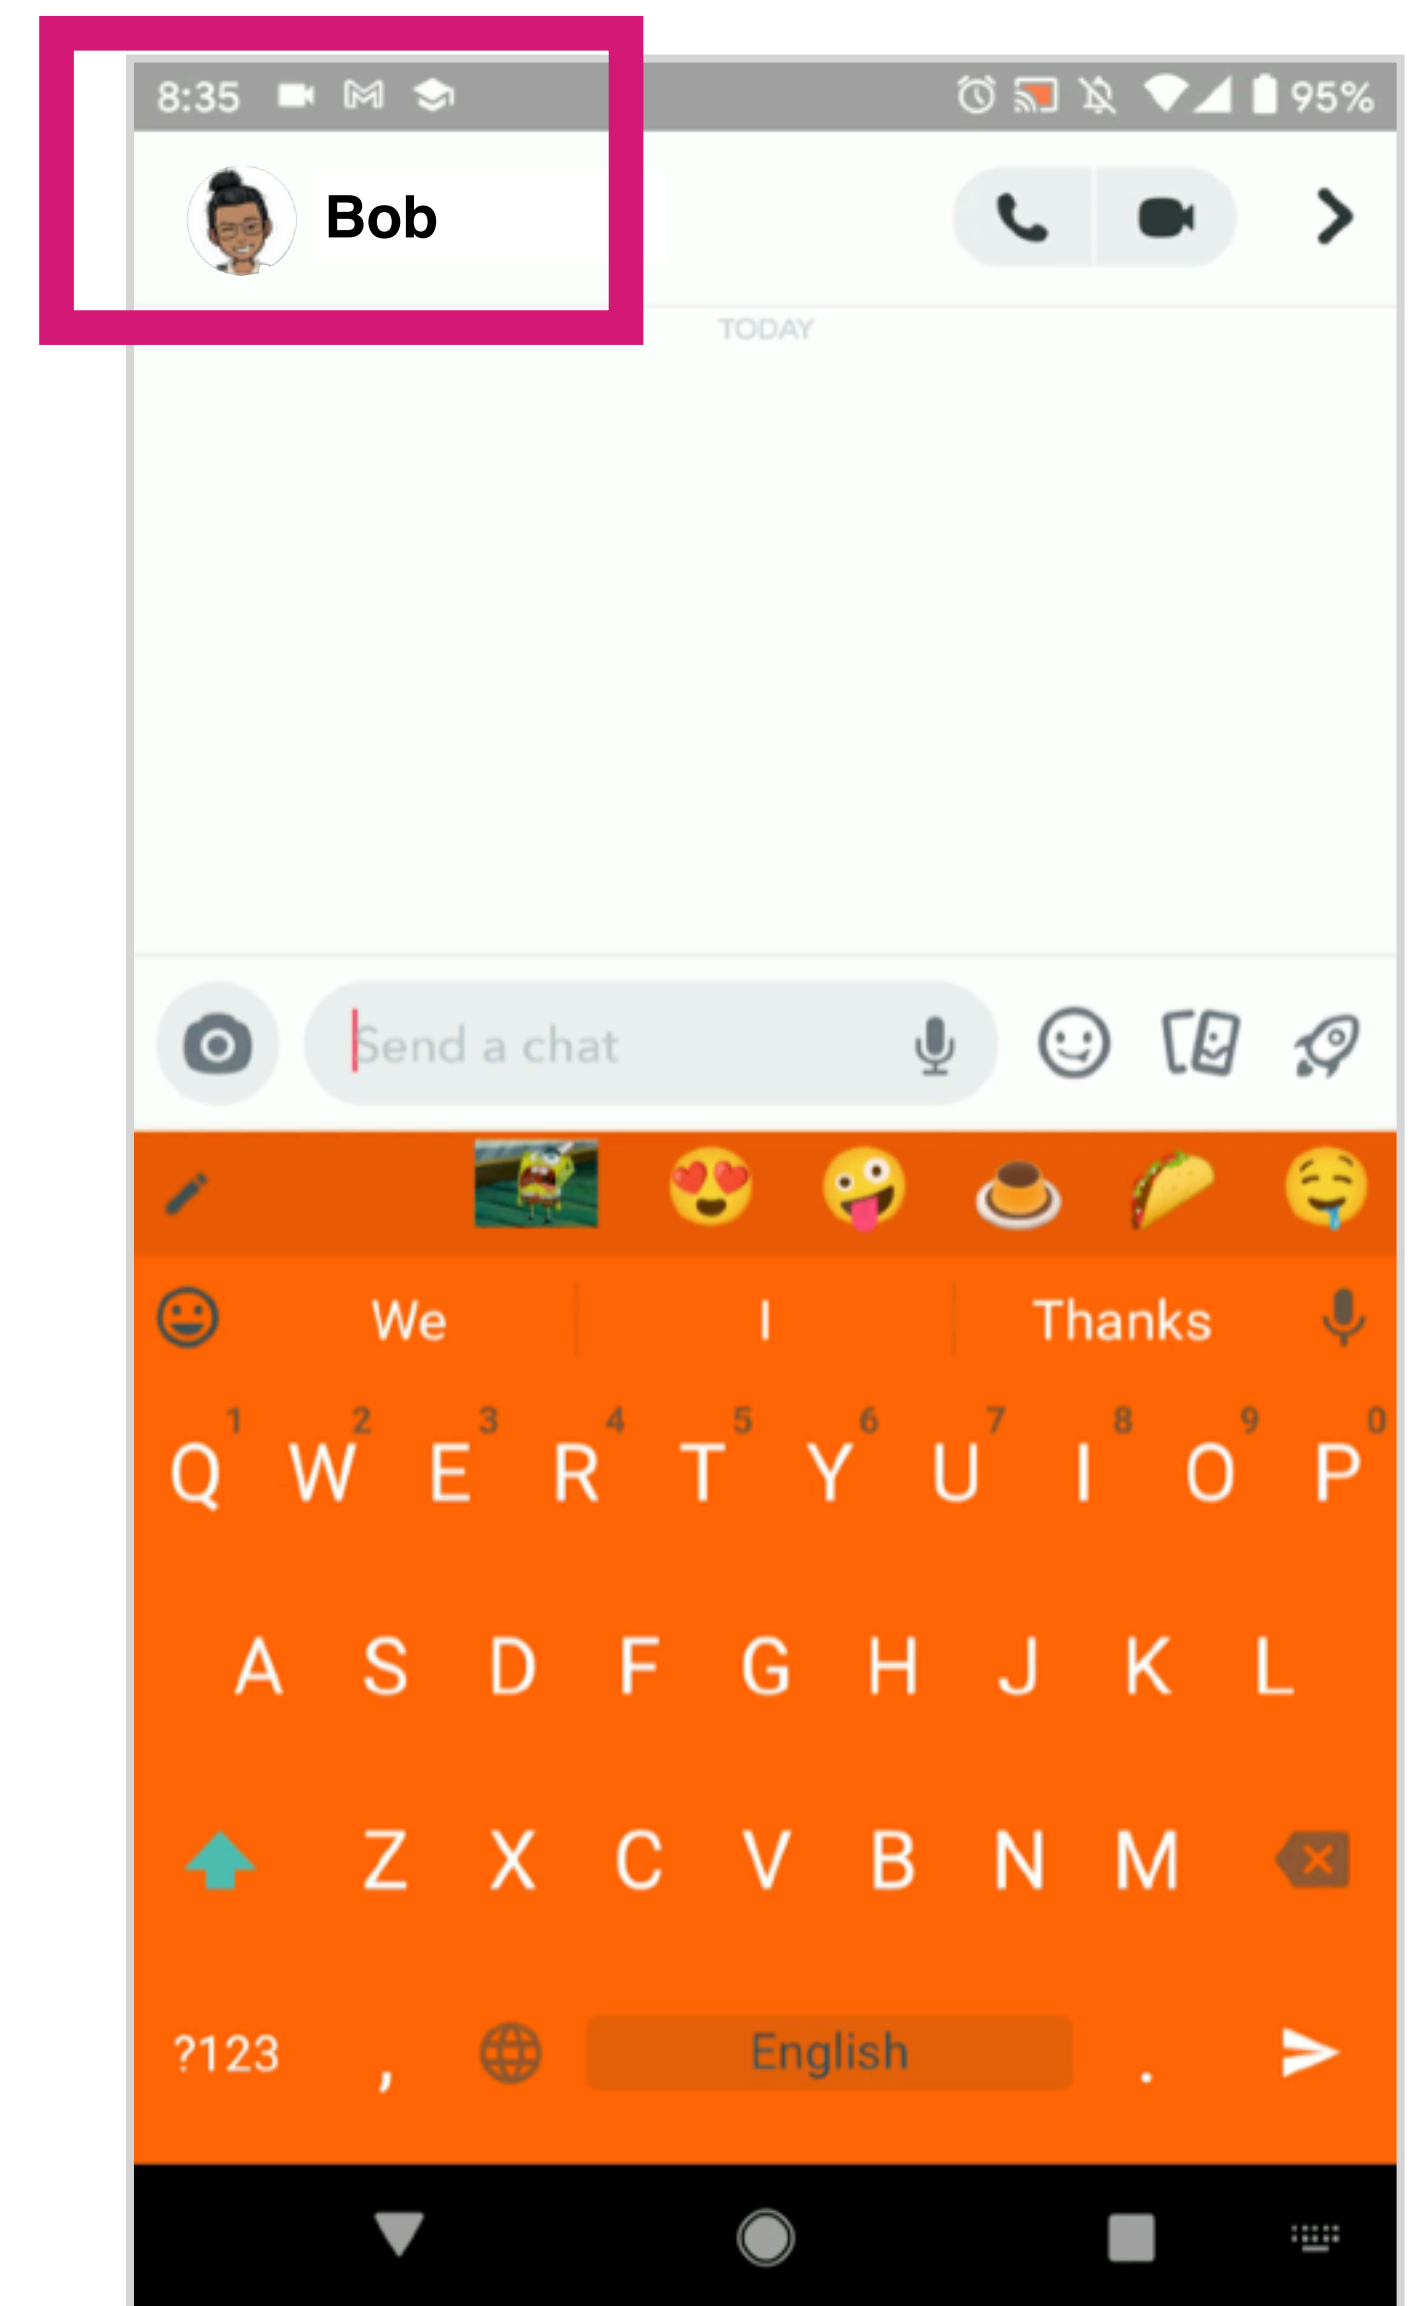 8:35 95%
Bob
TODAY
Send a chat
We I Thanks
1 2 3 4 5 6 7 8 9 0
Q W E R T Y U I O P
A S D F G H J K L
Z X C V B N M
?123 , English .